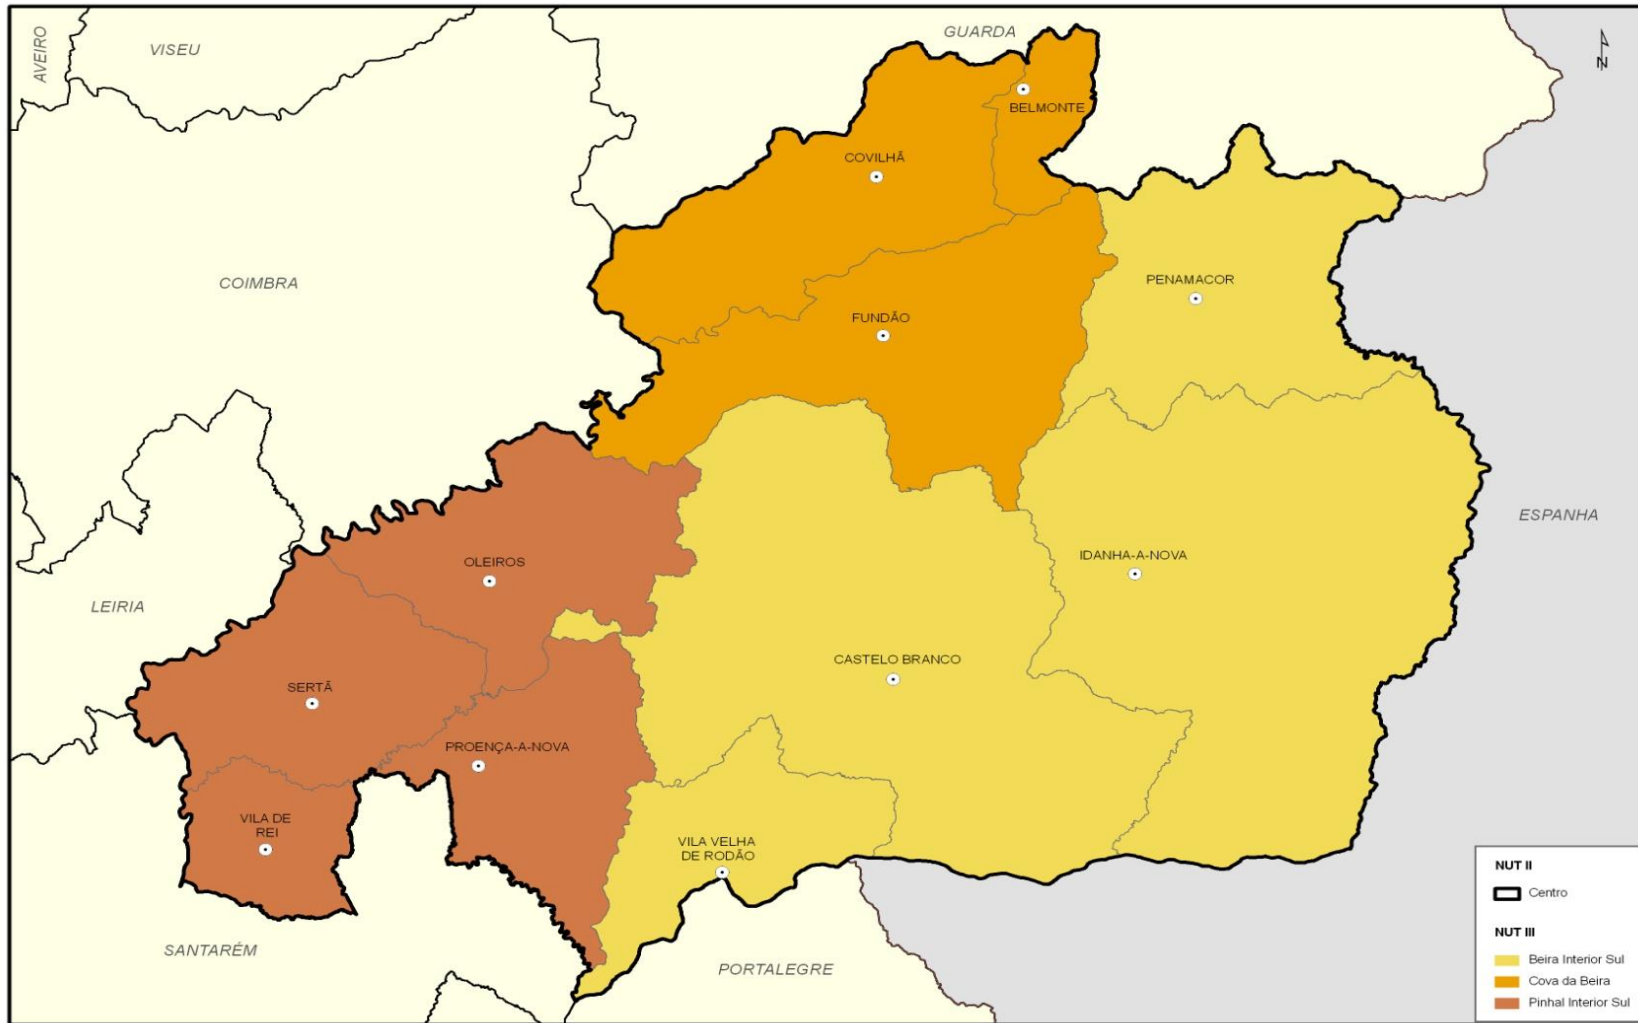 AVEIRO
VISEU
GUARDA
N
BELMONTE
COVILHÃ
COIMBRA
PENAMACOR
FUNDÃO
ESPANHA
IDANHA-A-NOVA
OLEIROS
LEIRIA
CASTELO BRANCO
SERTÃ
PROENÇA-A-NOVA
VILA DE
REI
VILA VELHA
DE RODÃO
SANTARÉM
PORTALEGRE
NUT II
Centro
NUT III
Beira Interior Sul
Cova da Beira
Pinhal Interior Sul